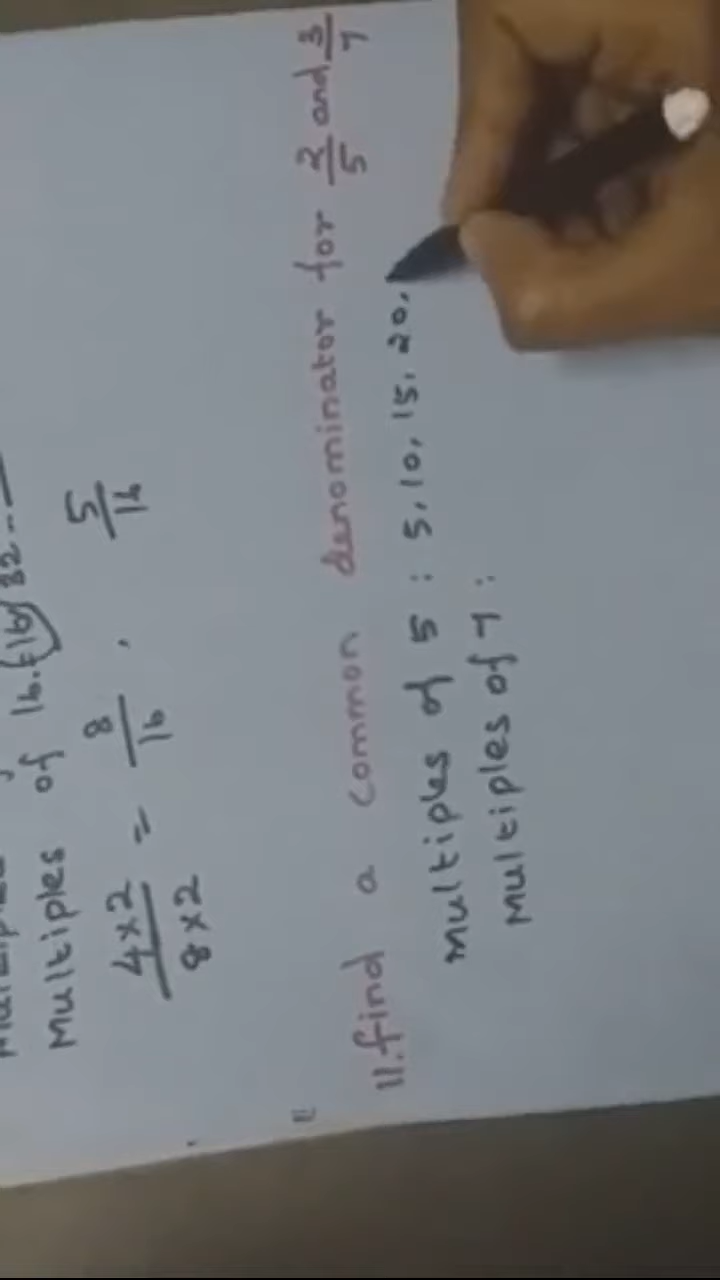 Multiples of 16. 16, 32 --
4×2/8×2 = 8/16 , 5/16
11. find a common denominator for 2/5 and 3/7
Multiples of 5 : 5, 10, 15, 20,
Multiples of 7 :